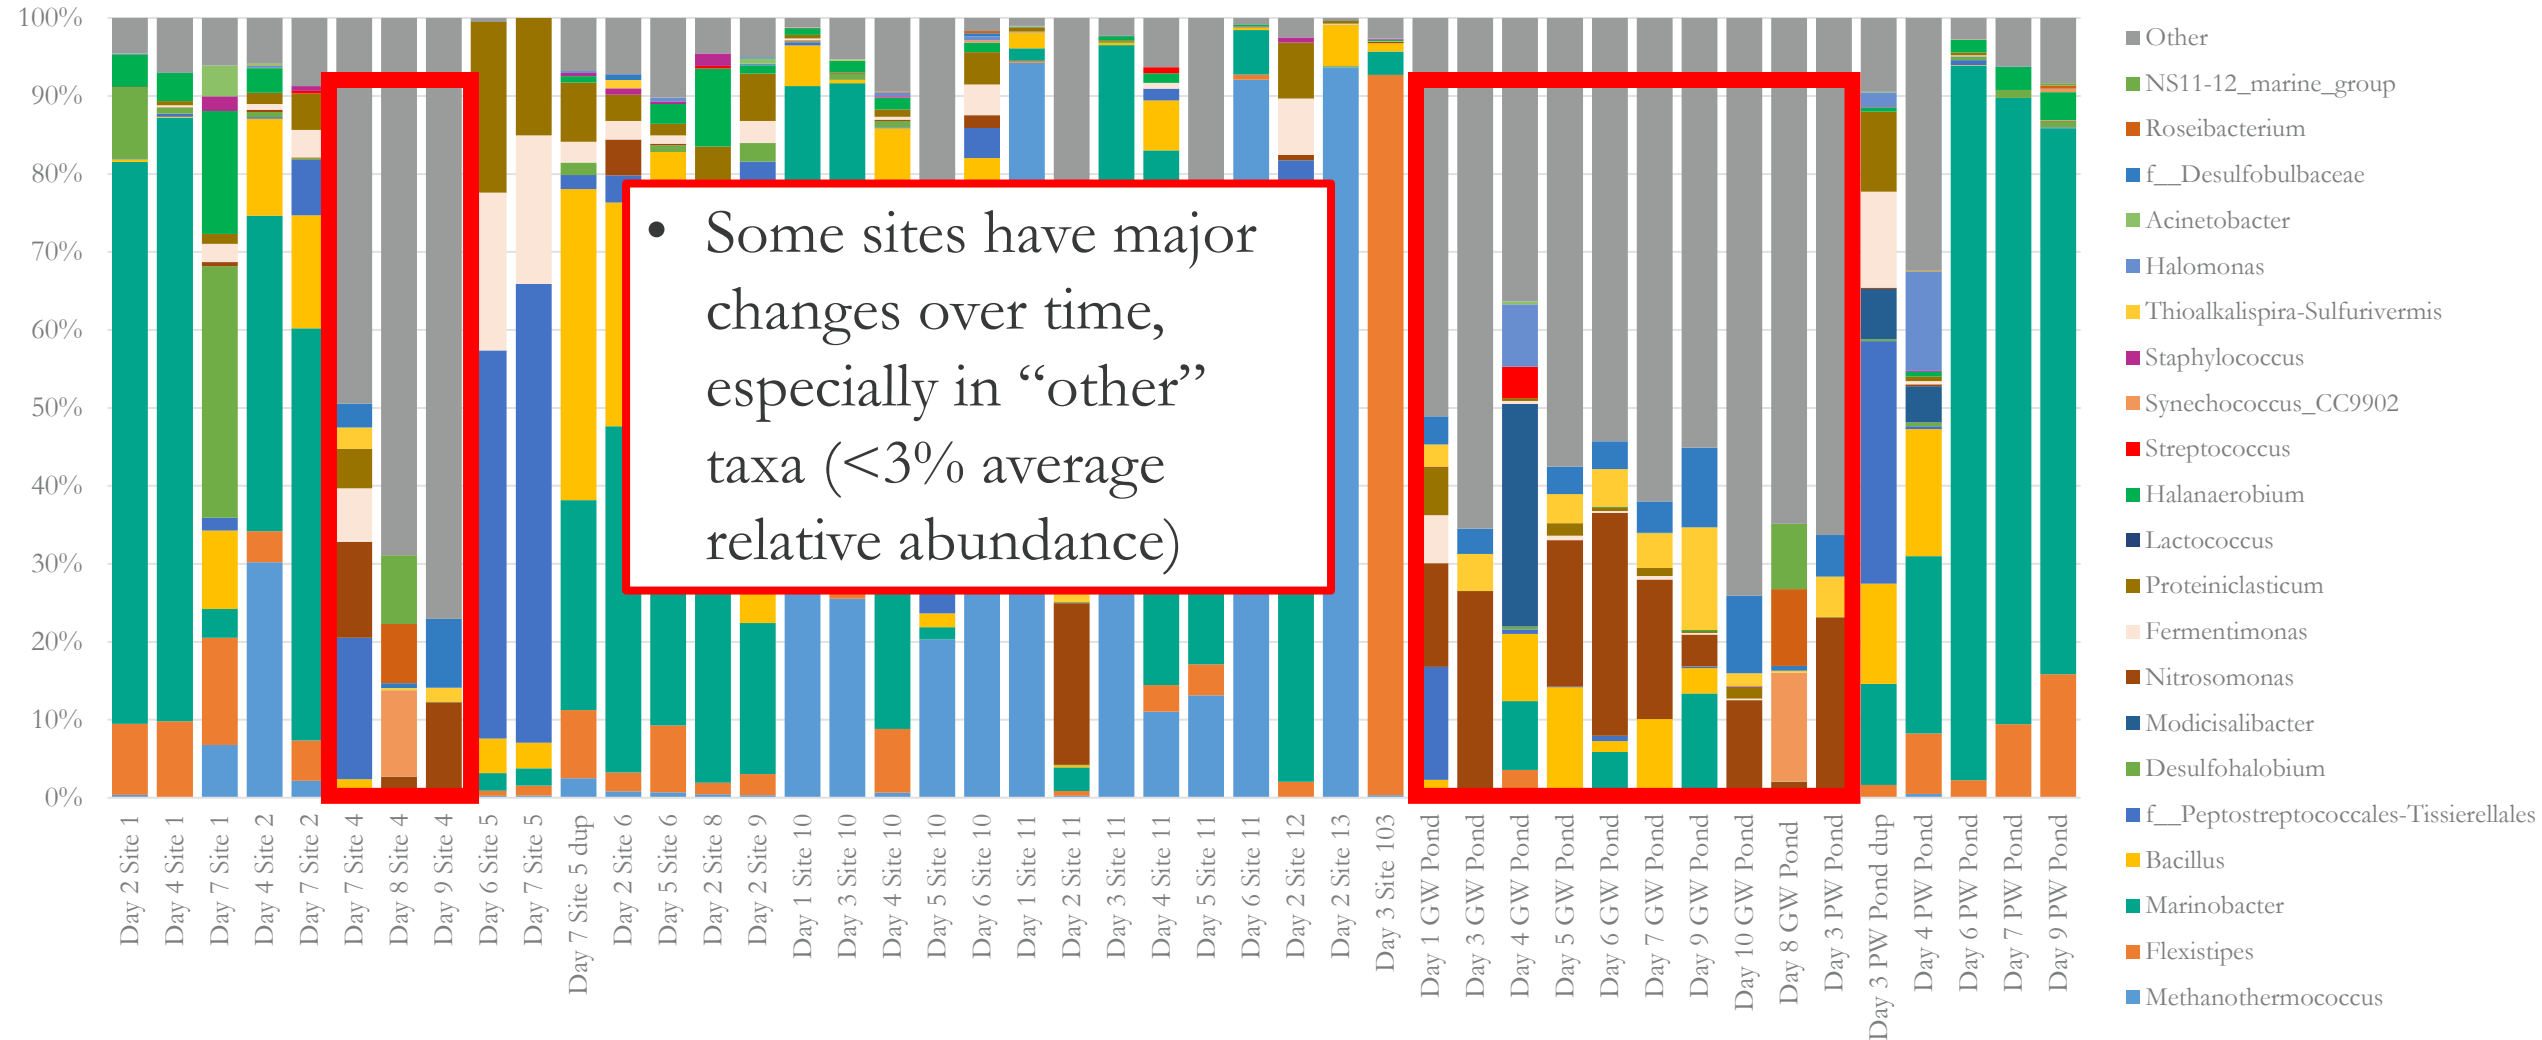 100%
90%
80%
70%
60%
50%
40%
30%
20%
10%
0%
• Some sites have major
changes over time,
especially in “other”
taxa (<3% average
relative abundance)
Day 2 Site 1
Day 4 Site 1
Day 7 Site 1
Day 4 Site 2
Day 7 Site 2
Day 7 Site 4
Day 8 Site 4
Day 9 Site 4
Day 6 Site 5
Day 7 Site 5
Day 7 Site 5 dup
Day 2 Site 6
Day 5 Site 6
Day 2 Site 8
Day 2 Site 9
Day 1 Site 10
Day 3 Site 10
Day 4 Site 10
Day 5 Site 10
Day 6 Site 10
Day 1 Site 11
Day 2 Site 11
Day 3 Site 11
Day 4 Site 11
Day 5 Site 11
Day 6 Site 11
Day 2 Site 12
Day 2 Site 13
Day 3 Site 103
Day 1 GW Pond
Day 3 GW Pond
Day 4 GW Pond
Day 5 GW Pond
Day 6 GW Pond
Day 7 GW Pond
Day 9 GW Pond
Day 10 GW Pond
Day 8 GW Pond
Day 3 PW Pond
Day 3 PW Pond dup
Day 4 PW Pond
Day 6 PW Pond
Day 7 PW Pond
Day 9 PW Pond
Other
NS11-12_marine_group
Roseibacterium
f__Desulfobulbaceae
Acinetobacter
Halomonas
Thioalkalispira-Sulfurivermis
Staphylococcus
Synechococcus_CC9902
Streptococcus
Halanaerobium
Lactococcus
Proteiniclasticum
Fermentimonas
Nitrosomonas
Modicisalibacter
Desulfohalobium
f__Peptostreptococcales-Tissierellales
Bacillus
Marinobacter
Flexistipes
Methanothermococcus